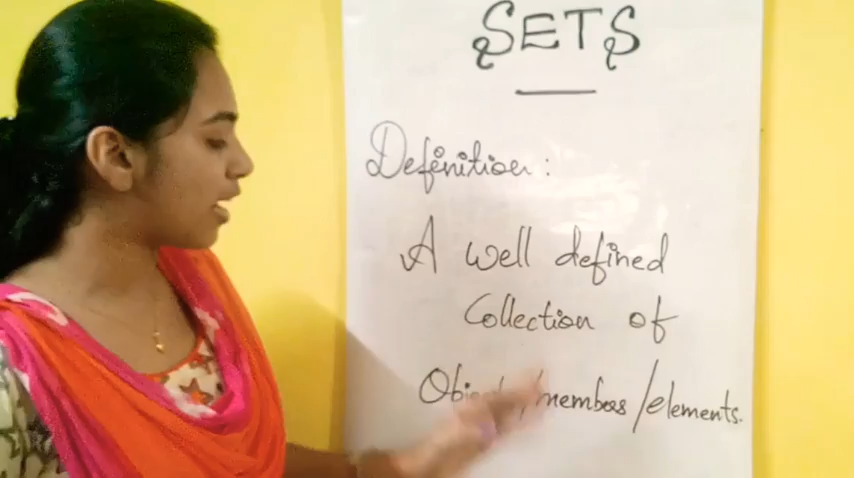 SETS
Definition:
A well defined
Collection of
/members/elements.